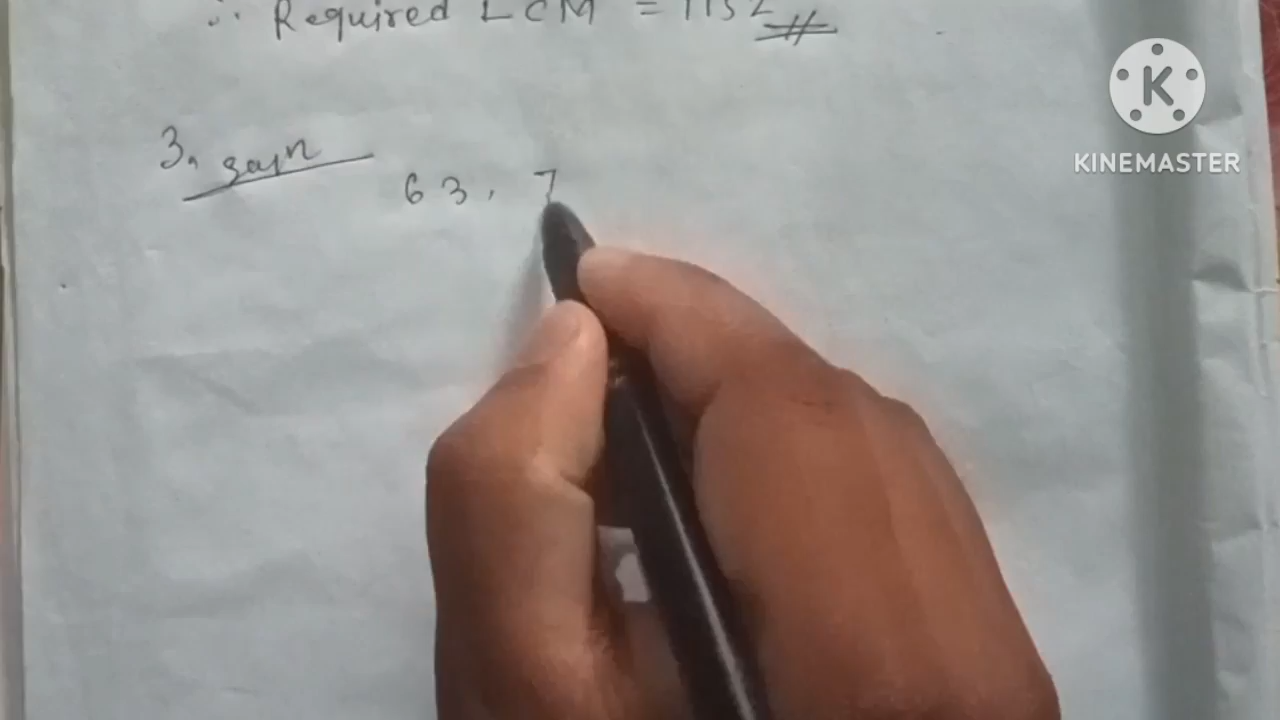 ∴ Required LCM = 1152
K
KINEMASTER
3. soln
63, 7